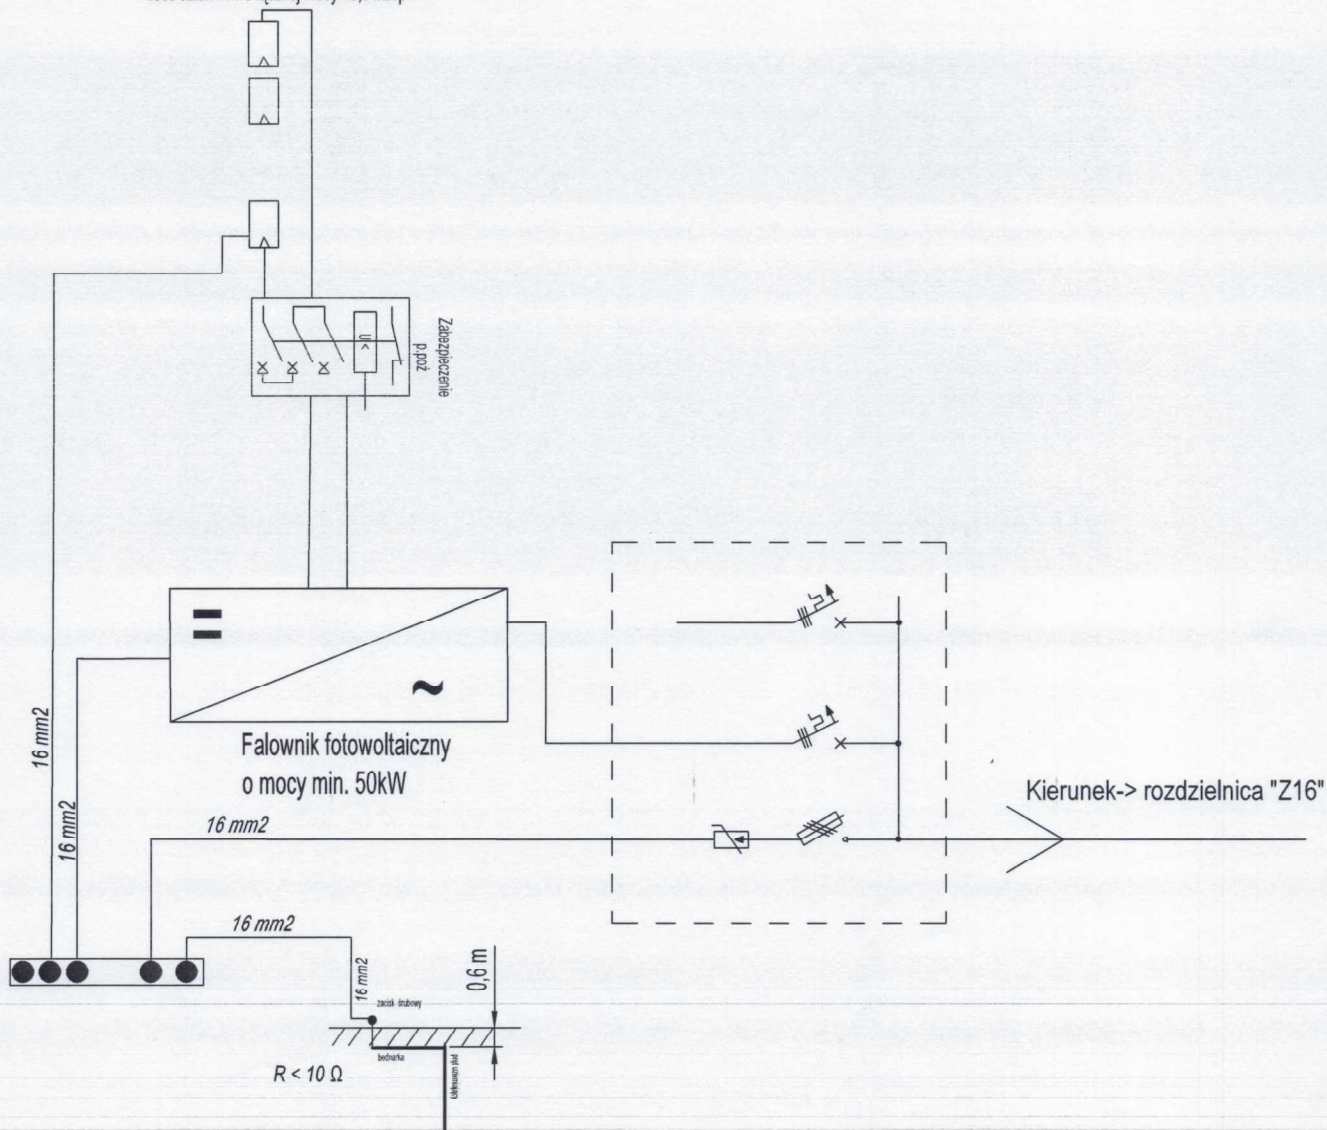 Zabezpieczenie
p.poż
U>
16 mm2
16 mm2
Falownik fotowoltaiczny
o mocy min. 50kW
Kierunek-> rozdzielnica "Z16"
16 mm2
16 mm2
16 mm2
0,6 m
zacisk śrubowy
bednarka
R < 10 Ω